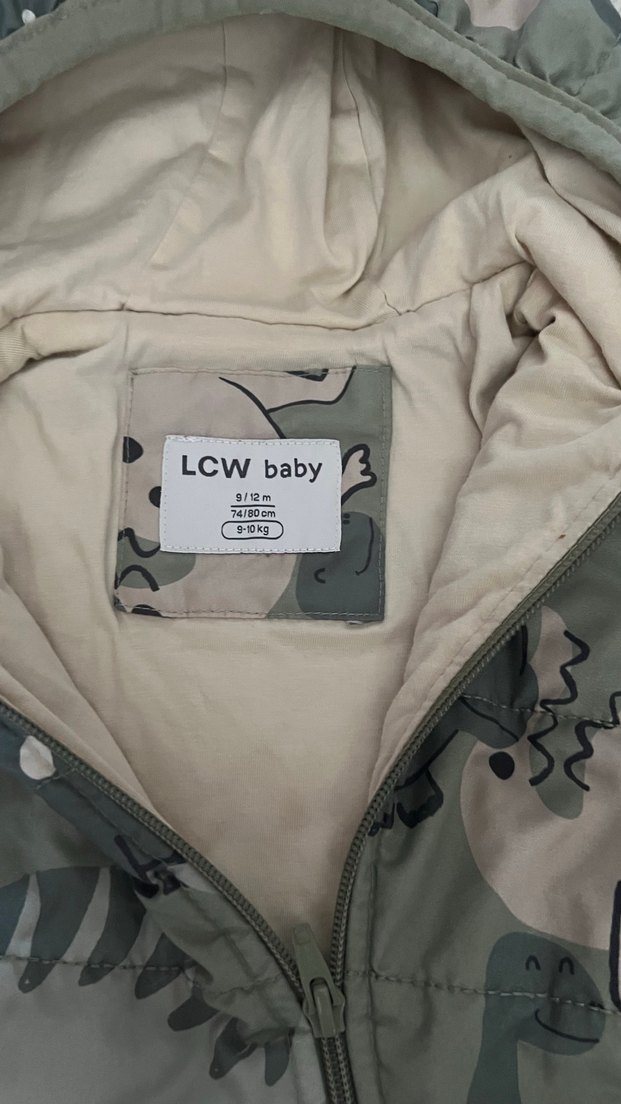 LCW baby
9/12 m
74/80 cm
9-10 kg